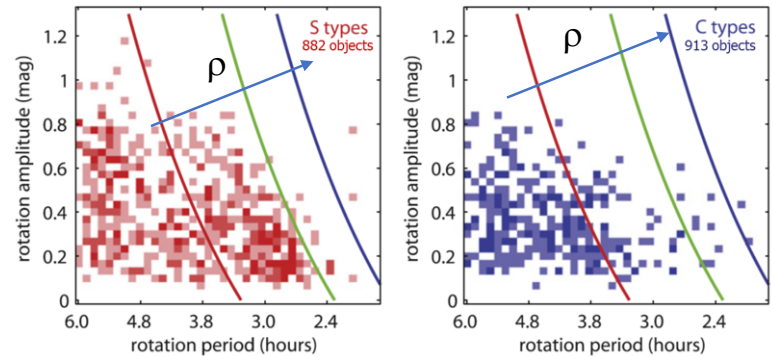 S types
882 objects
ρ
rotation amplitude (mag)
1.2
1
0.8
0.6
0.4
0.2
0
6.0 4.8 3.8 3.0 2.4
rotation period (hours)
C types
913 objects
ρ
rotation amplitude (mag)
1.2
1
0.8
0.6
0.4
0.2
0
6.0 4.8 3.8 3.0 2.4
rotation period (hours)